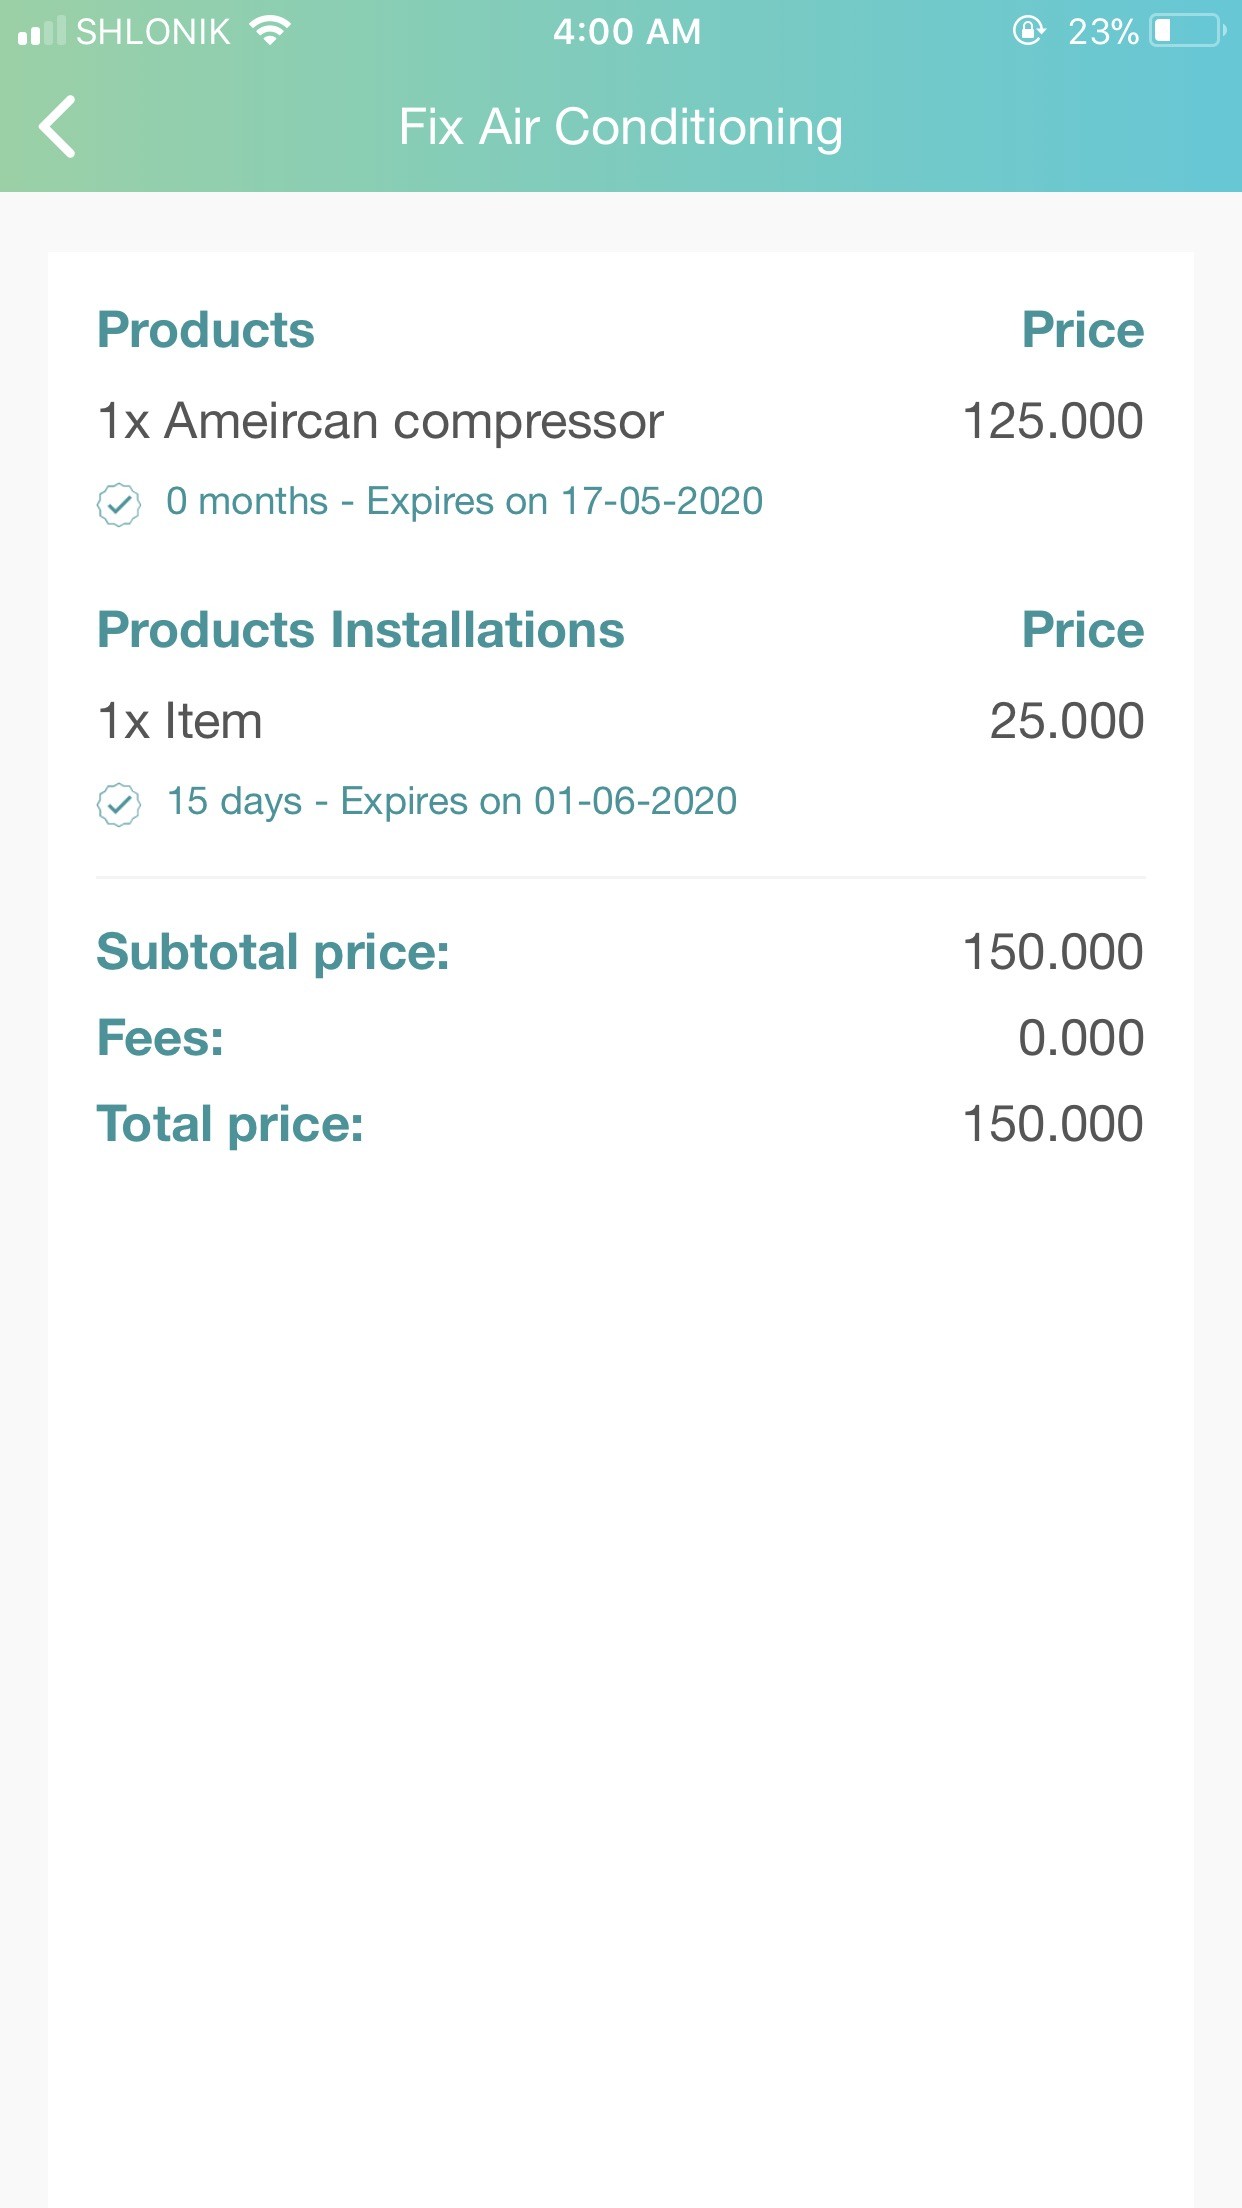 SHLONIK 4:00 AM 23%
Fix Air Conditioning
Products Price
1x Ameircan compressor 125.000
0 months - Expires on 17-05-2020
Products Installations Price
1x Item 25.000
15 days - Expires on 01-06-2020
Subtotal price: 150.000
Fees: 0.000
Total price: 150.000